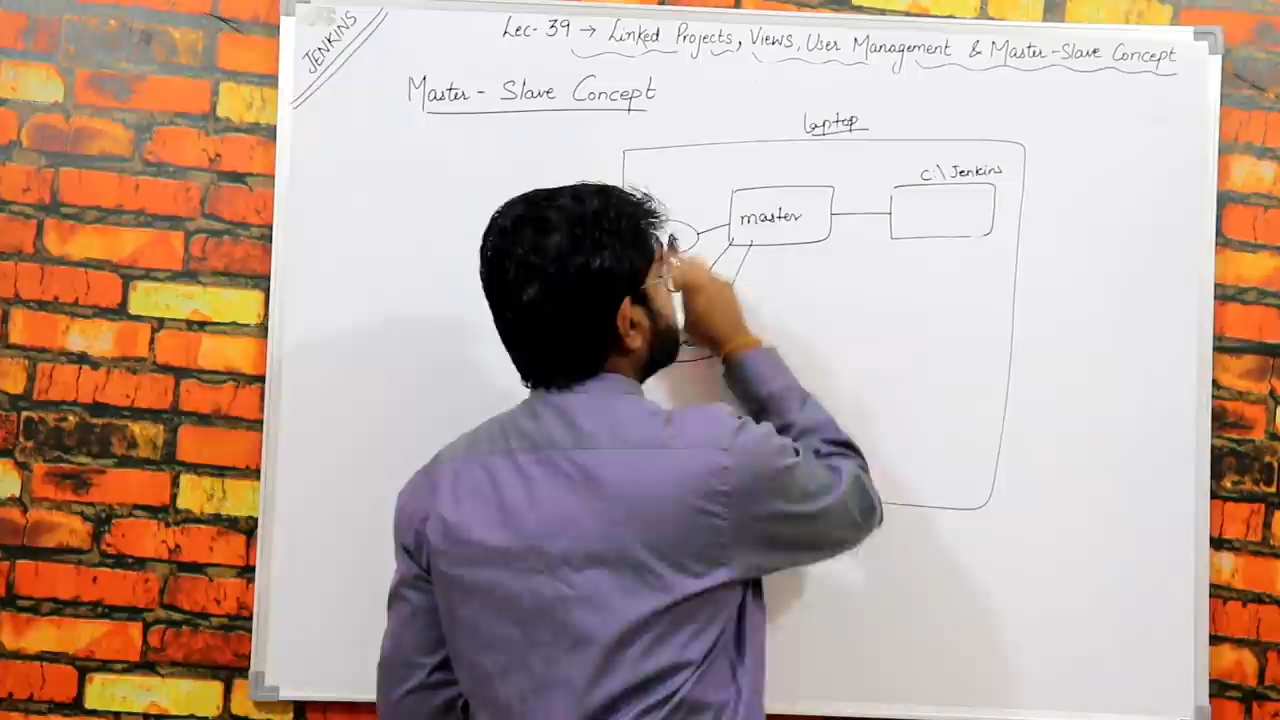 JENKINS
Lec-39 → Linked Projects, Views, User Management & Master-Slave Concept
Master - Slave Concept
laptop
C:\Jenkins
master